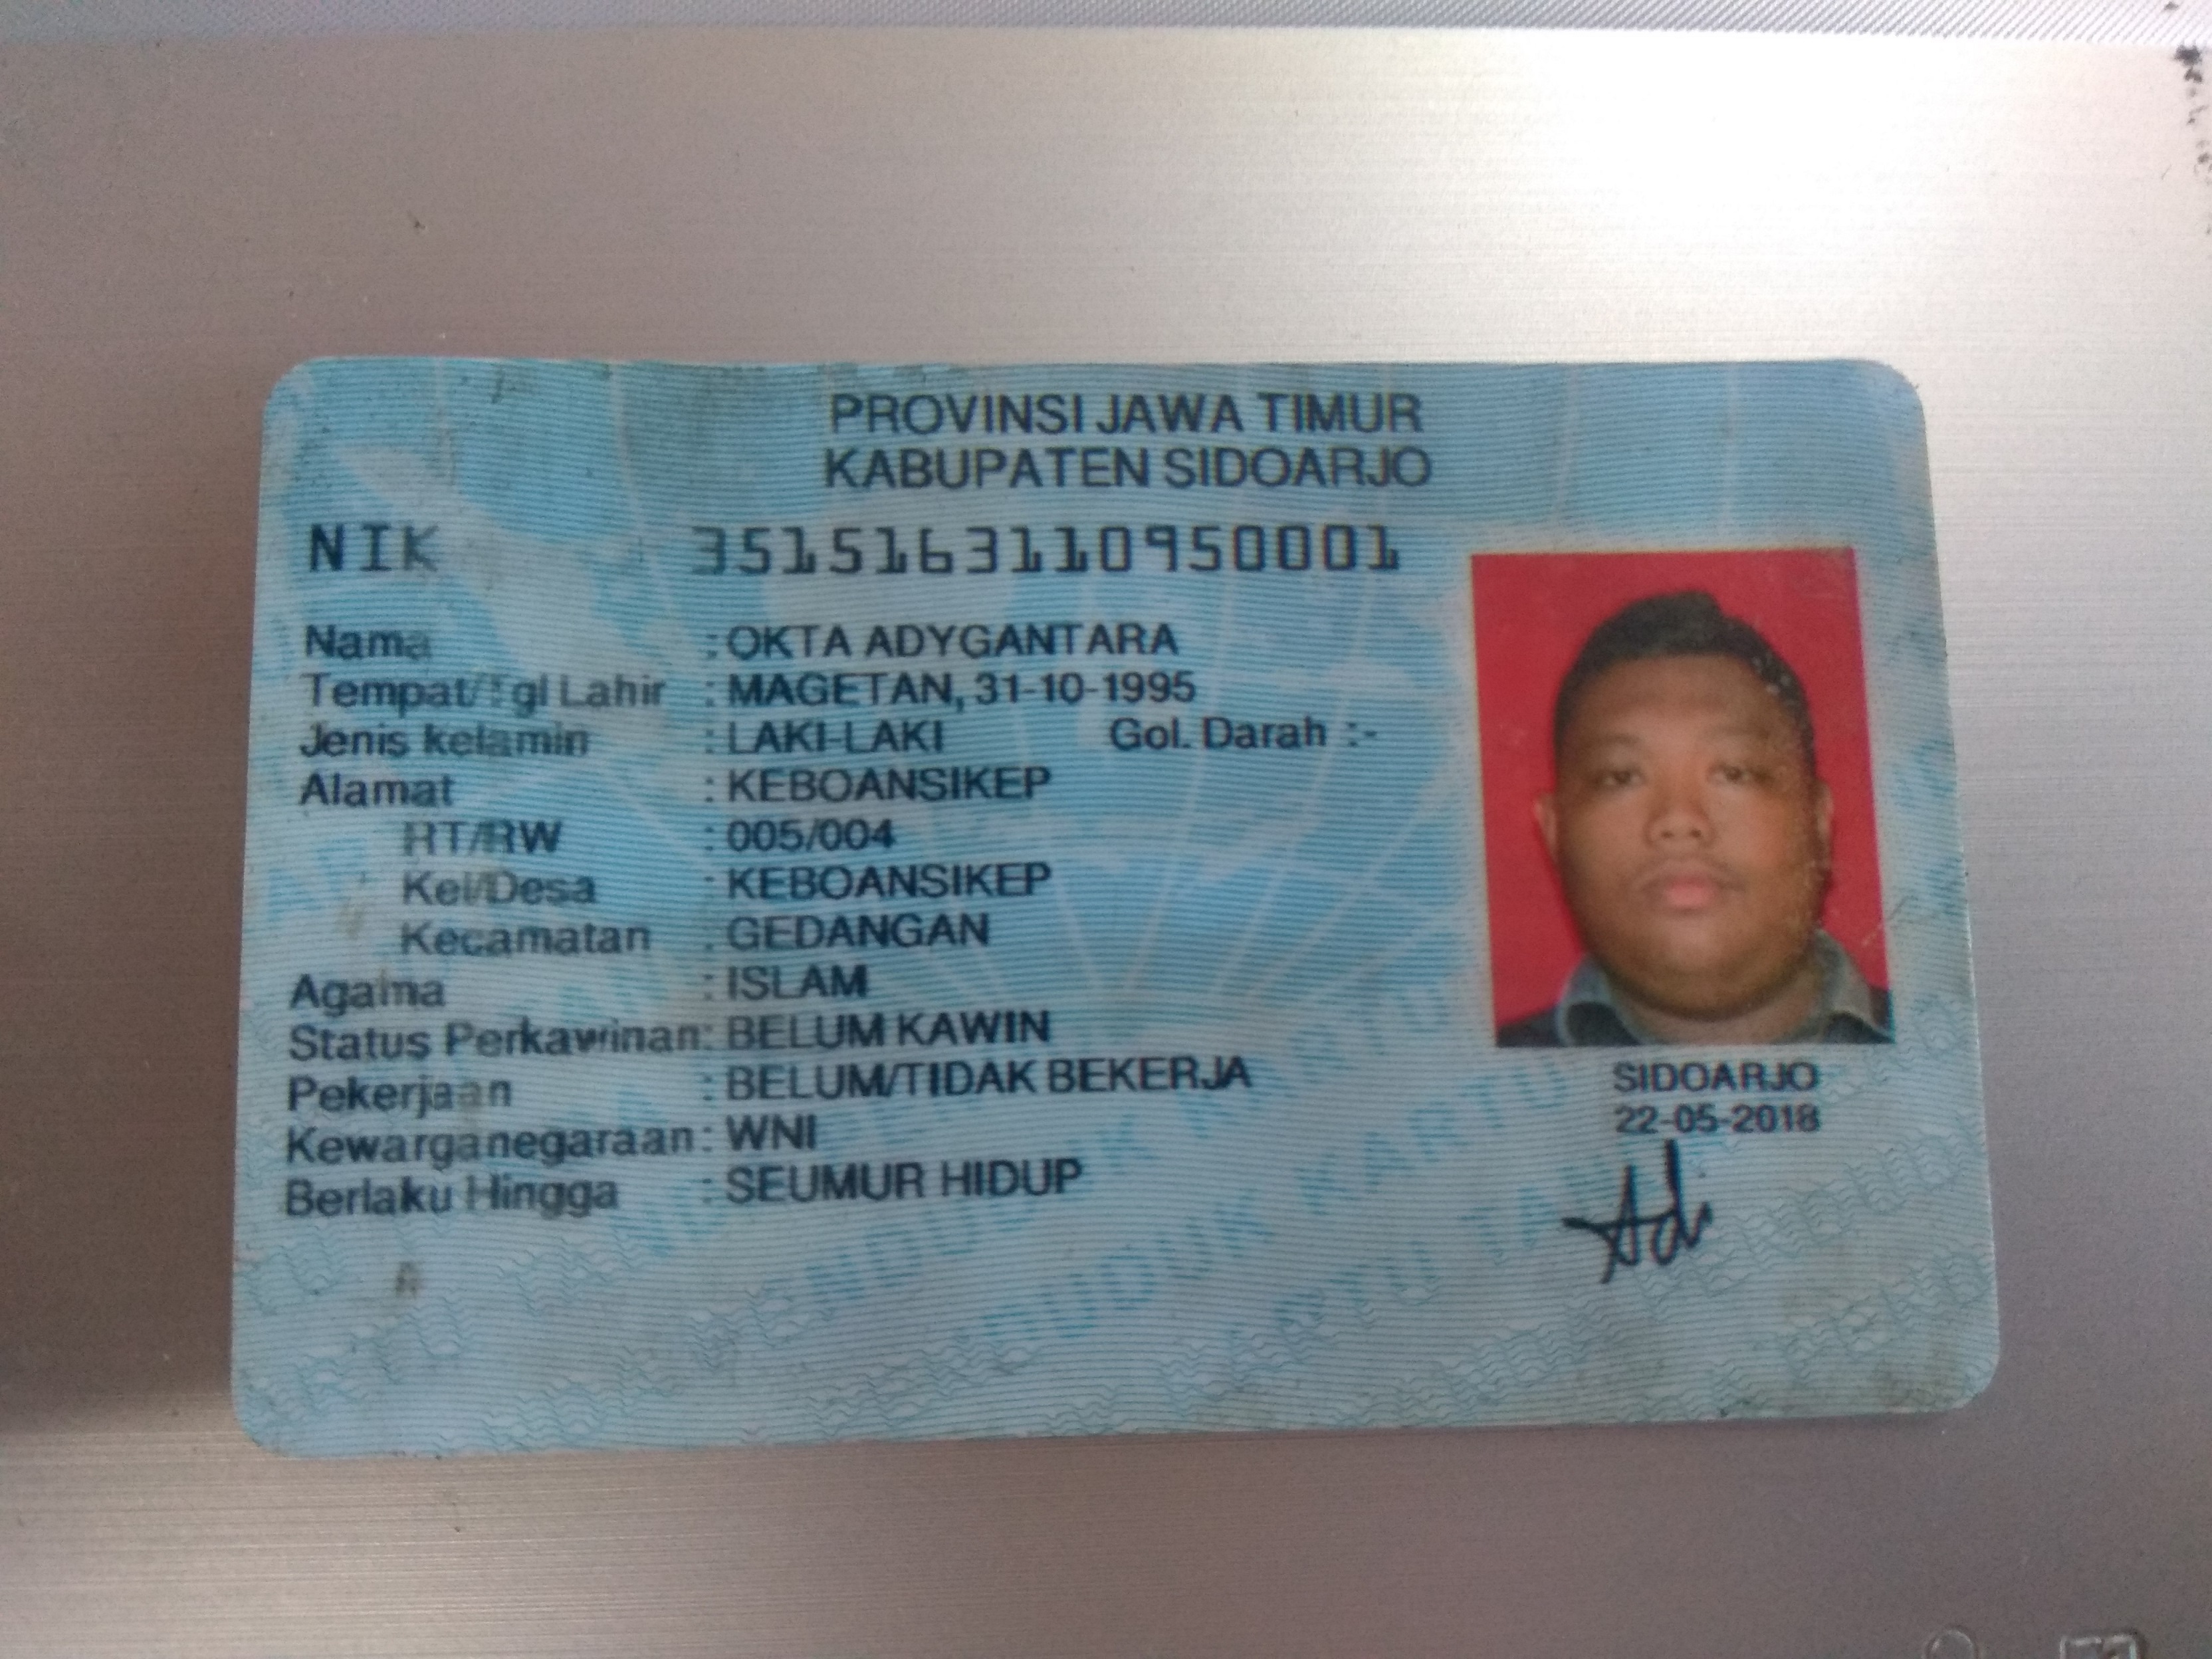 PROVINSI JAWA TIMUR
KABUPATEN SIDOARJO
NIK 3515163110950001
Nama : OKTA ADYGANTARA
Tempat/Tgl Lahir : MAGETAN, 31-10-1995
Jenis kelamin : LAKI-LAKI Gol. Darah :-
Alamat : KEBOANSIKEP
RT/RW : 005/004
Kel/Desa : KEBOANSIKEP
Kecamatan : GEDANGAN
Agama : ISLAM
Status Perkawinan: BELUM KAWIN
Pekerjaan : BELUM/TIDAK BEKERJA
Kewarganegaraan: WNI
Berlaku Hingga : SEUMUR HIDUP
SIDOARJO
22-05-2018
Adi